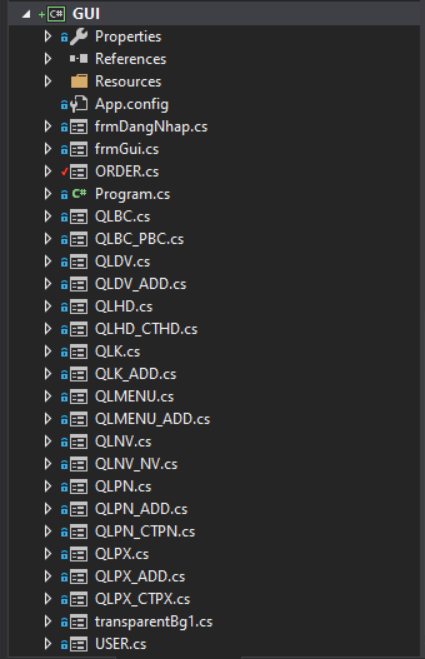 C# GUI
Properties
References
Resources
App.config
frmDangNhap.cs
frmGui.cs
ORDER.cs
C# Program.cs
QLBC.cs
QLBC_PBC.cs
QLDV.cs
QLDV_ADD.cs
QLHD.cs
QLHD_CTHD.cs
QLK.cs
QLK_ADD.cs
QLMENU.cs
QLMENU_ADD.cs
QLNV.cs
QLNV_NV.cs
QLPN.cs
QLPN_ADD.cs
QLPN_CTPN.cs
QLPX.cs
QLPX_ADD.cs
QLPX_CTPX.cs
transparentBg1.cs
USER.cs